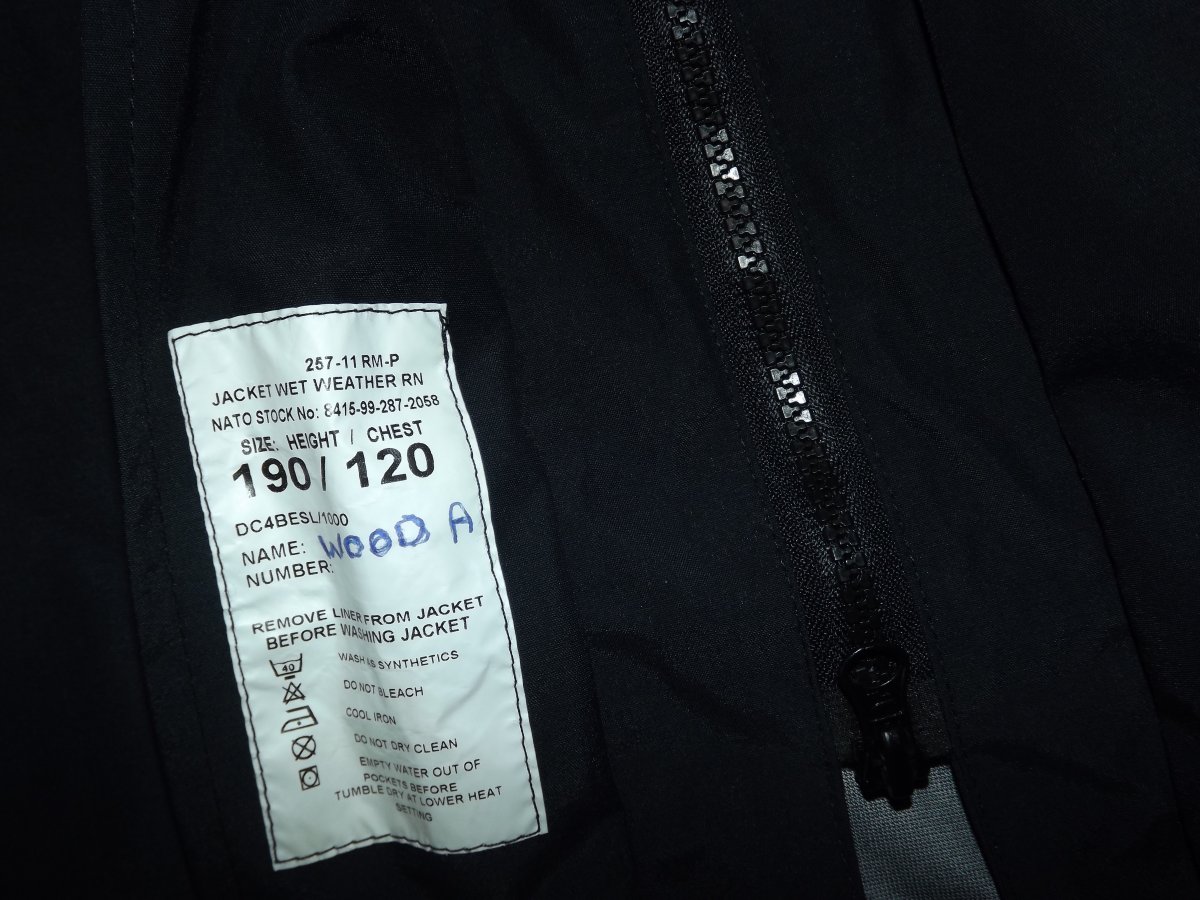 257-11 RM-P
JACKET WET WEATHER RN
NATO STOCK No: 8415-99-287-2058
SIZE: HEIGHT / CHEST
190/ 120
DC4BESL/1000
NAME: WOOD A
NUMBER:
REMOVE LINER FROM JACKET
BEFORE WASHING JACKET
40
WASH AS SYNTHETICS
DO NOT BLEACH
COOL IRON
DO NOT DRY CLEAN
EMPTY WATER OUT OF
POCKETS BEFORE
TUMBLE DRY AT LOWER HEAT
SETTING